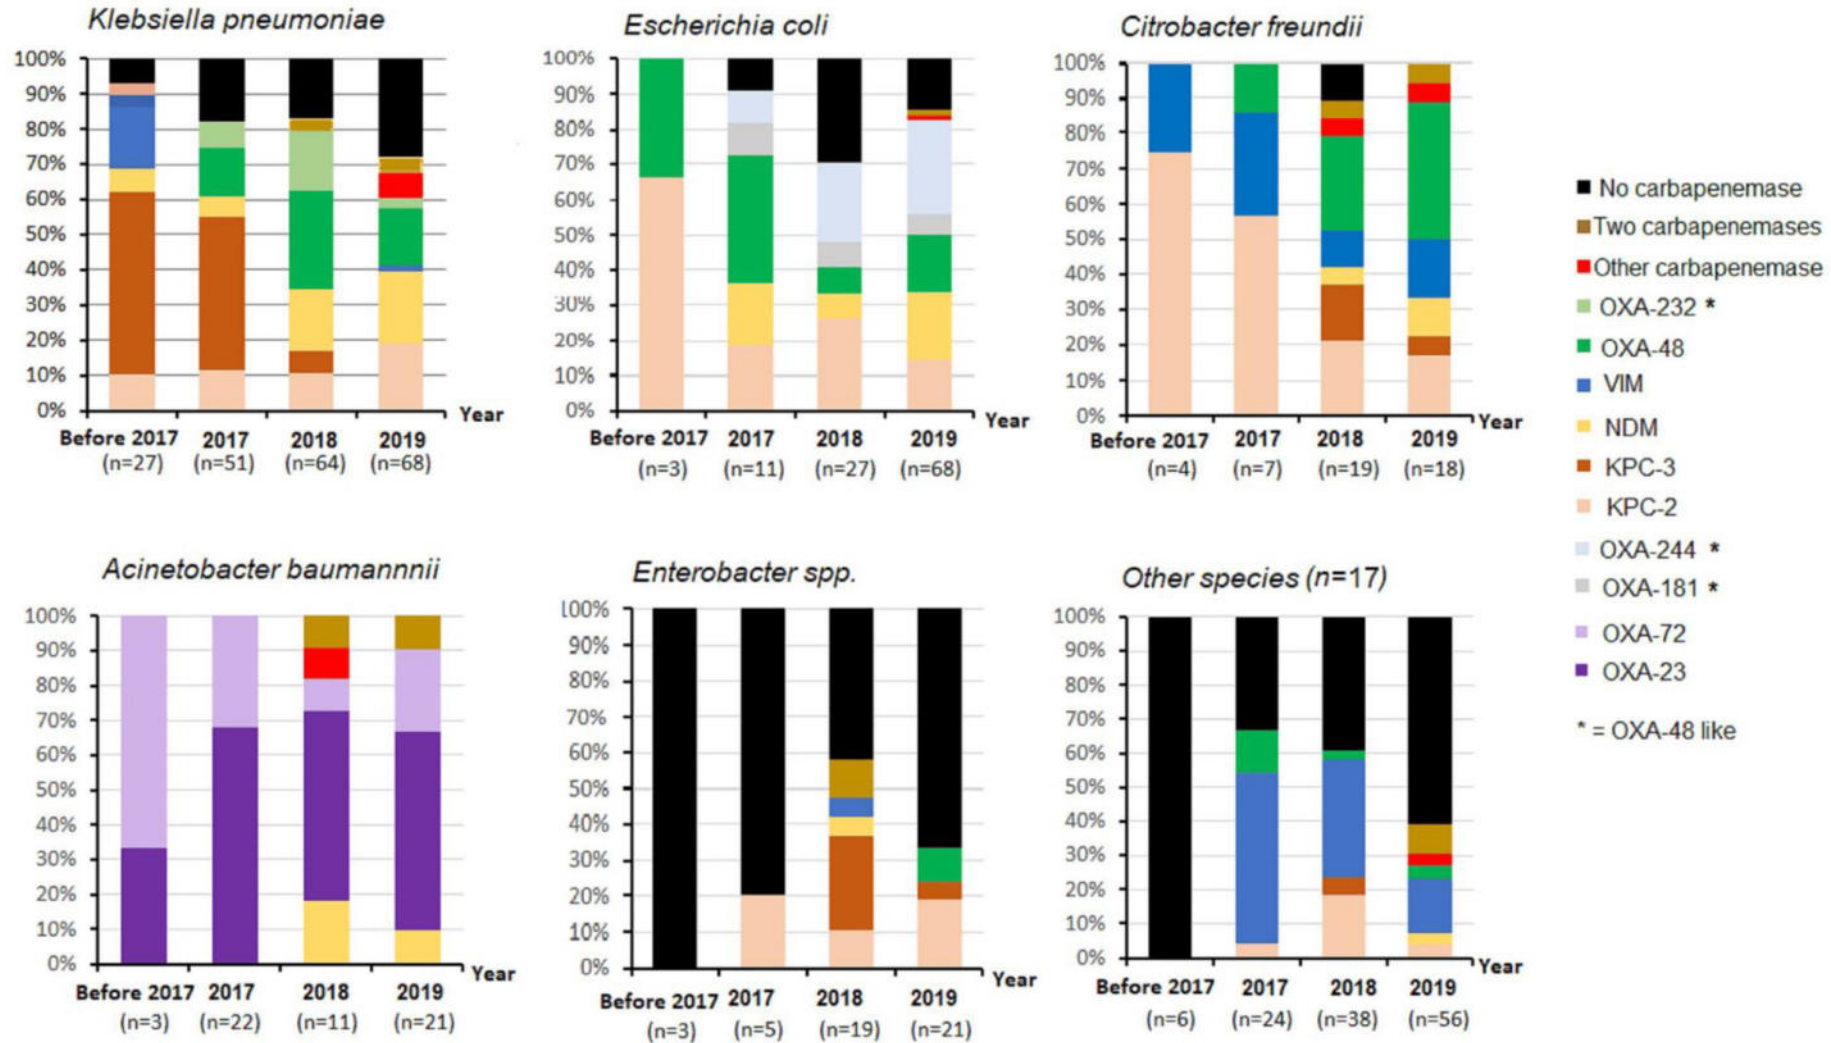 Klebsiella pneumoniae
100%
90%
80%
70%
60%
50%
40%
30%
20%
10%
0%
Year
Before 2017 2017 2018 2019
(n=27) (n=51) (n=64) (n=68)
Escherichia coli
100%
90%
80%
70%
60%
50%
40%
30%
20%
10%
0%
Year
Before 2017 2017 2018 2019
(n=3) (n=11) (n=27) (n=68)
Citrobacter freundii
100%
90%
80%
70%
60%
50%
40%
30%
20%
10%
0%
Year
Before 2017 2017 2018 2019
(n=4) (n=7) (n=19) (n=18)
No carbapenemase
Two carbapenemases
Other carbapenemase
OXA-232 *
OXA-48
VIM
NDM
KPC-3
KPC-2
OXA-244 *
OXA-181 *
OXA-72
OXA-23
* = OXA-48 like
Acinetobacter baumannnii
100%
90%
80%
70%
60%
50%
40%
30%
20%
10%
0%
Year
Before 2017 2017 2018 2019
(n=3) (n=22) (n=11) (n=21)
Enterobacter spp.
100%
90%
80%
70%
60%
50%
40%
30%
20%
10%
0%
Year
Before 2017 2017 2018 2019
(n=3) (n=5) (n=19) (n=21)
Other species (n=17)
100%
90%
80%
70%
60%
50%
40%
30%
20%
10%
0%
Year
Before 2017 2017 2018 2019
(n=6) (n=24) (n=38) (n=56)